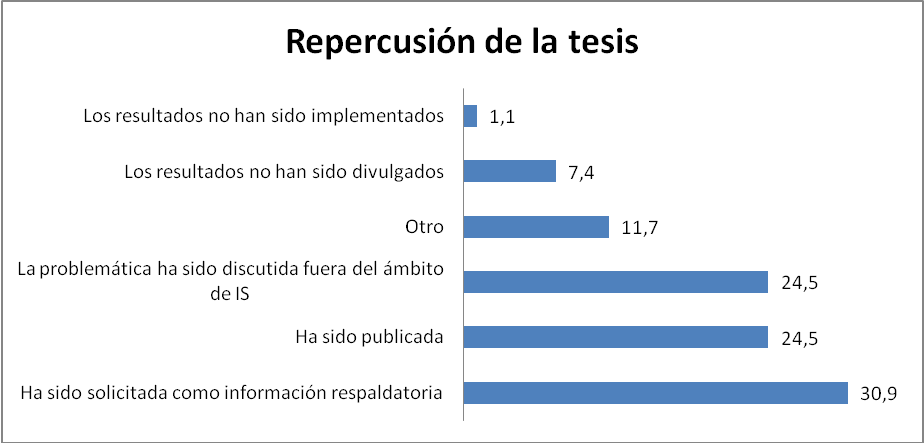 Repercusión de la tesis
Los resultados no han sido implementados 1,1
Los resultados no han sido divulgados 7,4
Otro 11,7
La problemática ha sido discutida fuera del ámbito
de IS 24,5
Ha sido publicada 24,5
Ha sido solicitada como información respaldatoria 30,9